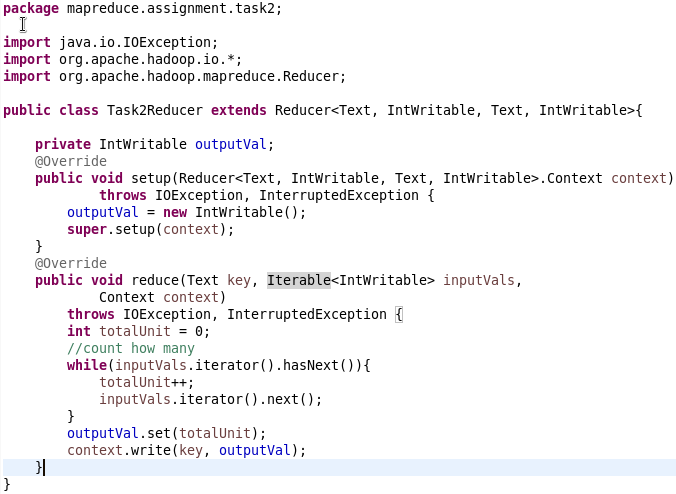 package mapreduce.assignment.task2;
import java.io.IOException;
import org.apache.hadoop.io.*;
import org.apache.hadoop.mapreduce.Reducer;
public class Task2Reducer extends Reducer<Text, IntWritable, Text, IntWritable>{
    private IntWritable outputVal;
    @Override
    public void setup(Reducer<Text, IntWritable, Text, IntWritable>.Context context)
            throws IOException, InterruptedException {
        outputVal = new IntWritable();
        super.setup(context);
    }
    @Override
    public void reduce(Text key, Iterable<IntWritable> inputVals,
            Context context)
        throws IOException, InterruptedException {
        int totalUnit = 0;
        //count how many
        while(inputVals.iterator().hasNext()){
            totalUnit++;
            inputVals.iterator().next();
        }
        outputVal.set(totalUnit);
        context.write(key, outputVal);
    }
}